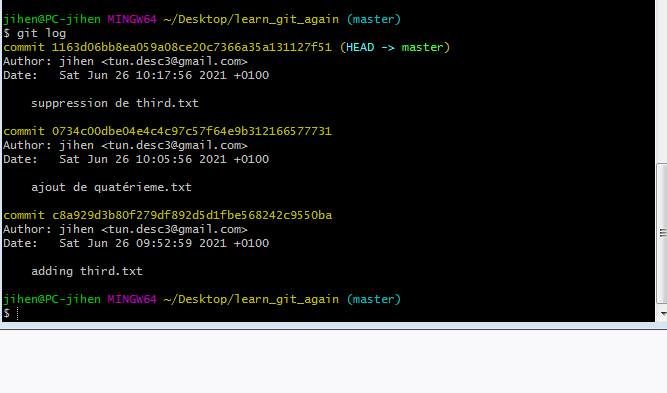 jihen@PC-jihen MINGW64 ~/Desktop/learn_git_again (master)
$ git log
commit 1163d06bb8ea059a08ce20c7366a35a131127f51 (HEAD -> master)
Author: jihen <tun.desc3@gmail.com>
Date:   Sat Jun 26 10:17:56 2021 +0100
    suppression de third.txt
commit 0734c00dbe04e4c4c97c57f64e9b312166577731
Author: jihen <tun.desc3@gmail.com>
Date:   Sat Jun 26 10:05:56 2021 +0100
    ajout de quatérieme.txt
commit c8a929d3b80f279df892d5d1fbe568242c9550ba
Author: jihen <tun.desc3@gmail.com>
Date:   Sat Jun 26 09:52:59 2021 +0100
    adding third.txt
jihen@PC-jihen MINGW64 ~/Desktop/learn_git_again (master)
$